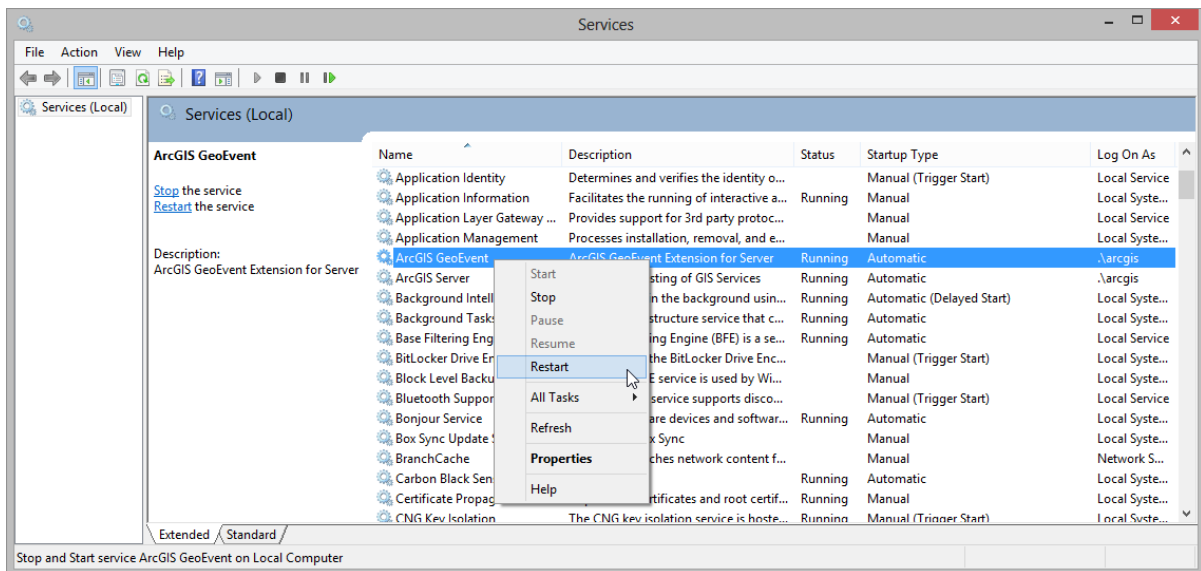 Services
File Action View Help
Services (Local)
Services (Local)
ArcGIS GeoEvent
Stop the service
Restart the service
Description:
ArcGIS GeoEvent Extension for Server
Name Description Status Startup Type Log On As
Application Identity Determines and verifies the identity o... Manual (Trigger Start) Local Service
Application Information Facilitates the running of interactive a... Running Manual Local Syste...
Application Layer Gateway ... Provides support for 3rd party protoc... Manual Local Service
Application Management Processes installation, removal, and e... Manual Local Syste...
ArcGIS GeoEvent ArcGIS GeoEvent Extension for Server Running Automatic .\arcgis
ArcGIS Server sting of GIS Services Running Automatic .\arcgis
Background Intell n the background usin... Running Automatic (Delayed Start) Local Syste...
Background Tasks structure service that c... Running Automatic Local Syste...
Base Filtering Eng ing Engine (BFE) is a se... Running Automatic Local Service
BitLocker Drive En the BitLocker Drive Enc... Manual (Trigger Start) Local Syste...
Block Level Backu E service is used by Wi... Manual Local Syste...
Bluetooth Suppor service supports disco... Manual (Trigger Start) Local Service
Bonjour Service are devices and softwar... Running Automatic Local Syste...
Box Sync Update S x Sync Manual Local Syste...
BranchCache ches network content f... Manual Network S...
Carbon Black Sen Running Automatic Local Syste...
Certificate Propag rtificates and root certif... Running Manual Local Syste...
CNG Key Isolation The CNG key isolation service is hoste... Running Manual (Trigger Start) Local Syste...
Start
Stop
Pause
Resume
Restart
All Tasks
Refresh
Properties
Help
Extended Standard
Stop and Start service ArcGIS GeoEvent on Local Computer